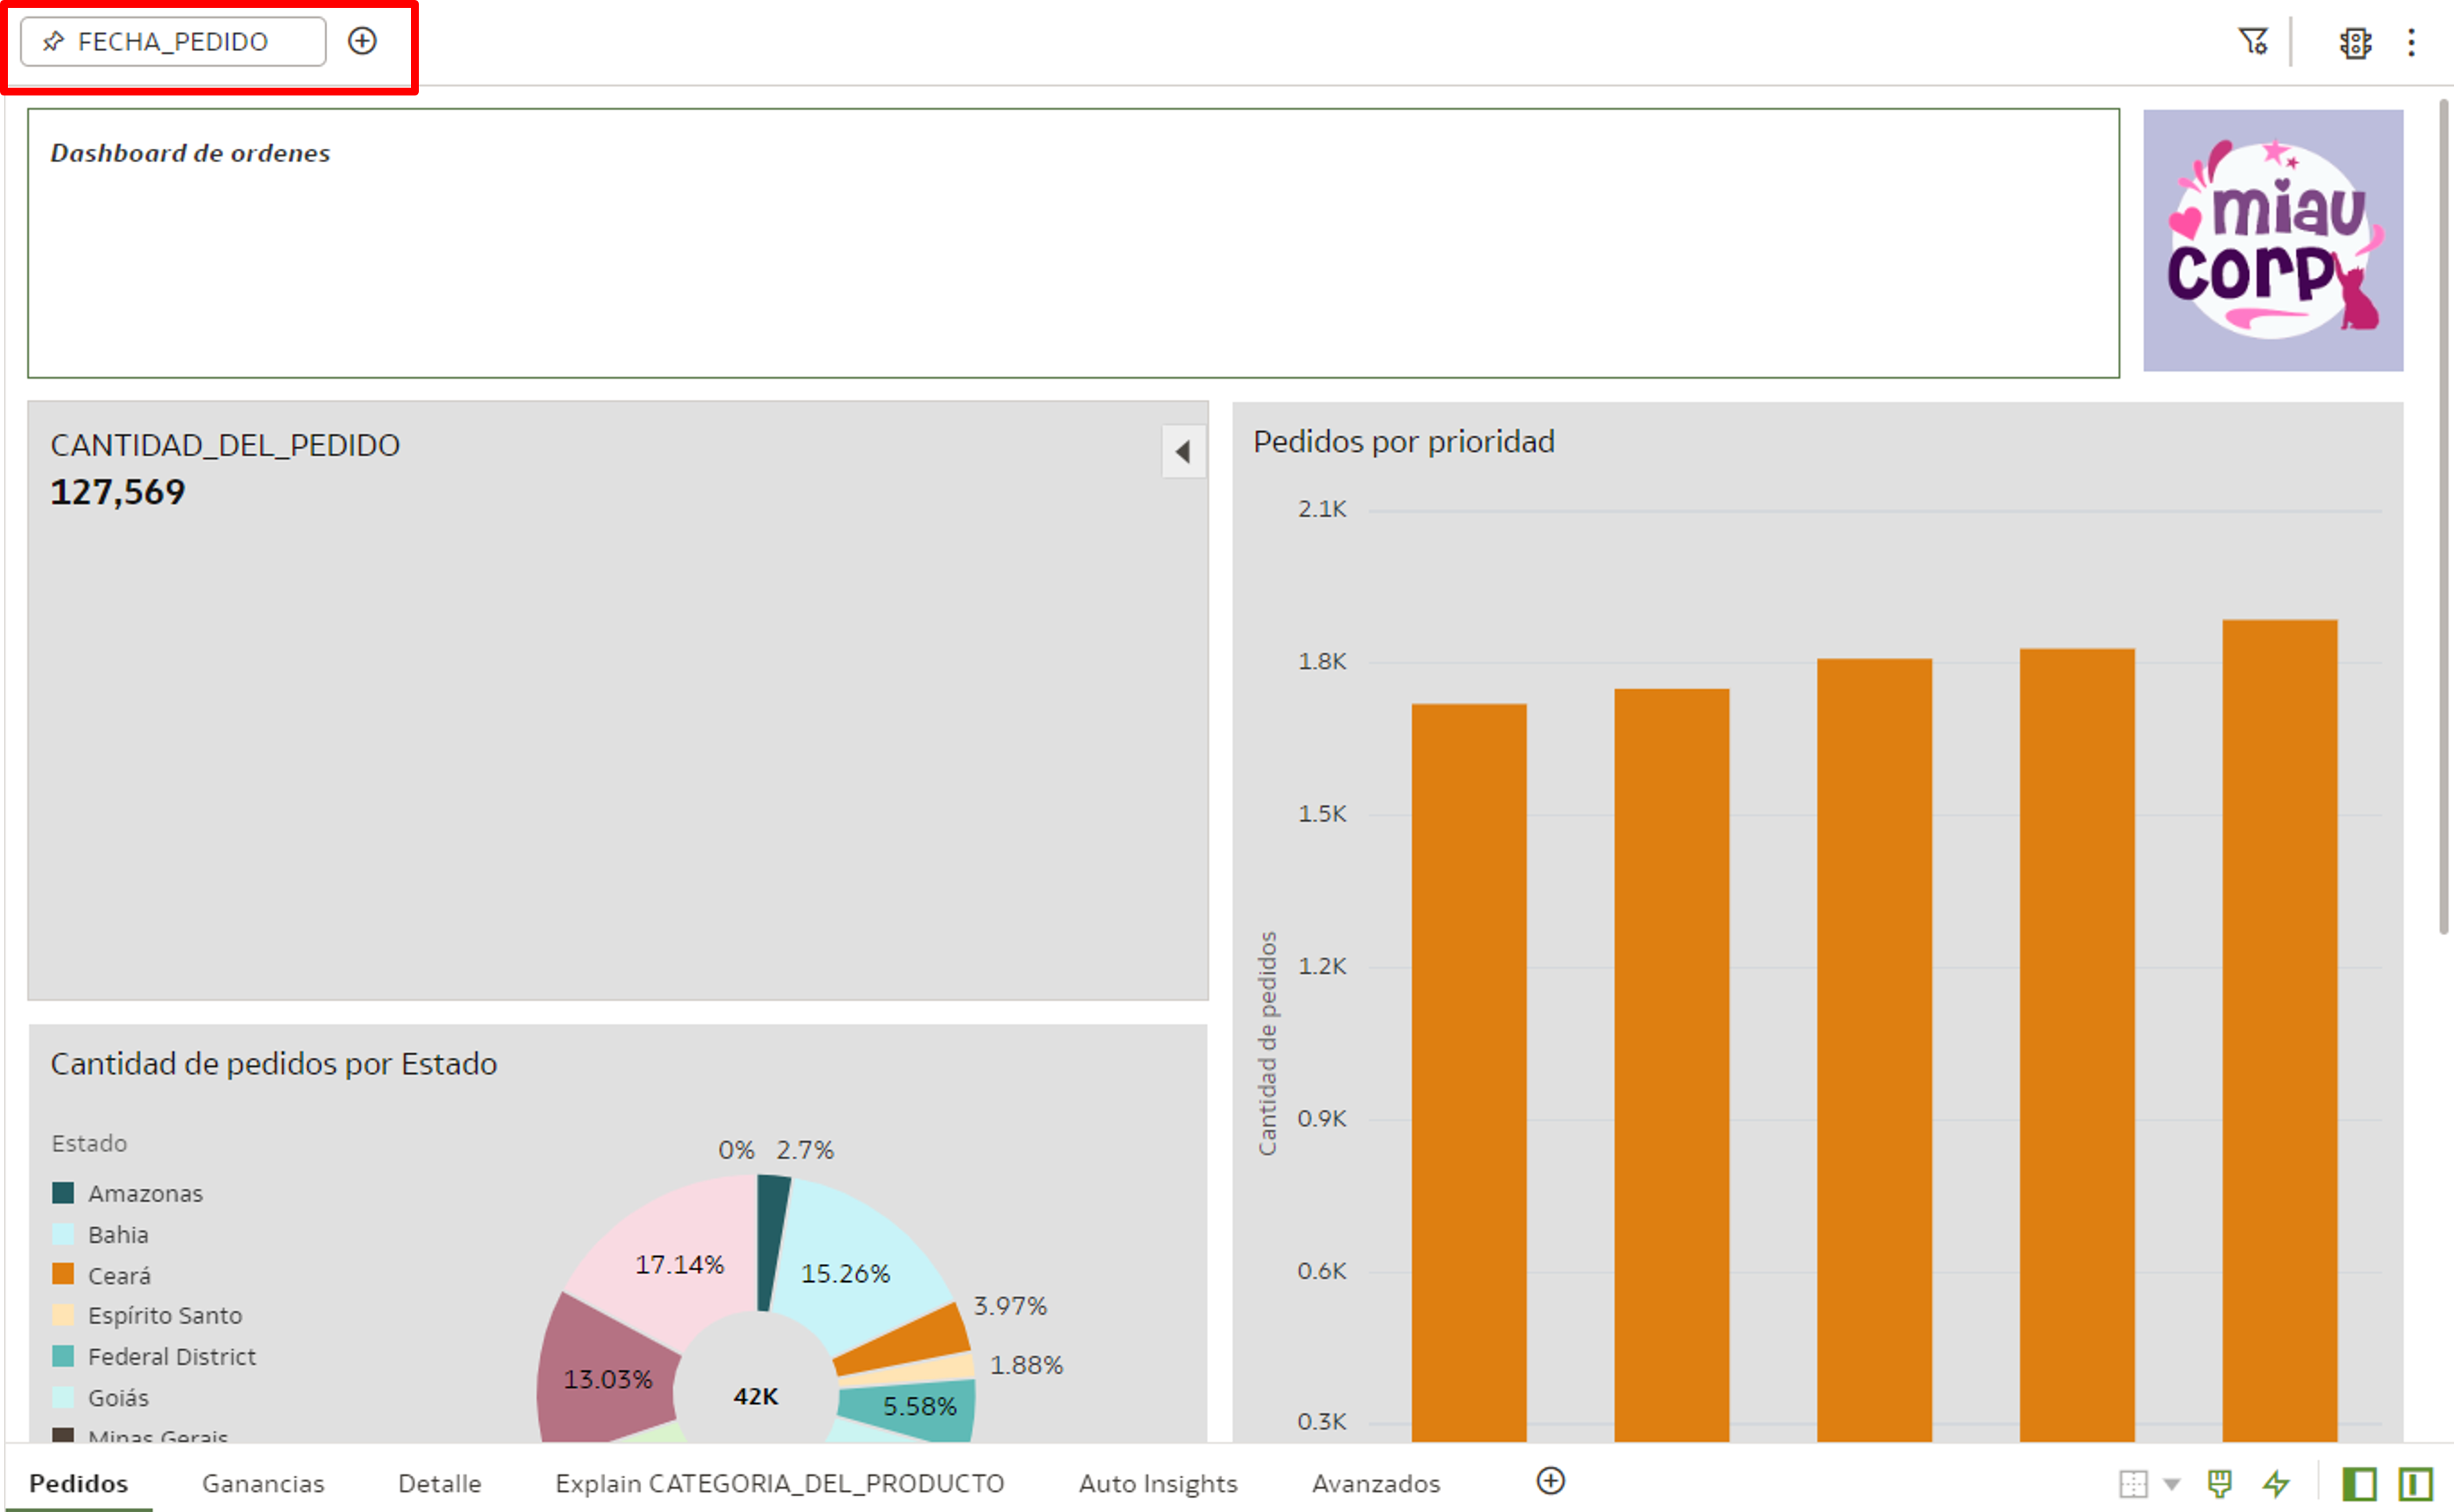 FECHA_PEDIDO
Dashboard de ordenes
miau
corp
CANTIDAD_DEL_PEDIDO
127,569
Pedidos por prioridad
2.1K
1.8K
1.5K
1.2K
0.9K
0.6K
0.3K
Cantidad de pedidos
Cantidad de pedidos por Estado
Estado
Amazonas
Bahia
Ceará
Espírito Santo
Federal District
Goiás
Minas Gerais
0% 2.7%
17.14% 15.26%
3.97%
1.88%
13.03% 42K 5.58%
Pedidos Ganancias Detalle Explain CATEGORIA_DEL_PRODUCTO Auto Insights Avanzados